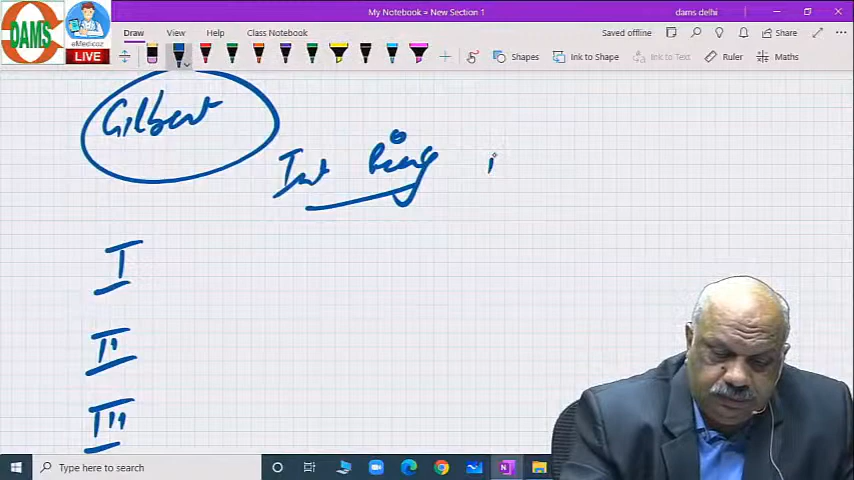 DAMS
eMedicoz
LIVE
My Notebook – New Section 1
dams delhi
Draw View Help Class Notebook
Saved offline
Share
Shapes
Ink to Shape
Ink to Text
Ruler
Maths
Gilbert
Int Ring
I
II
III
Type here to search